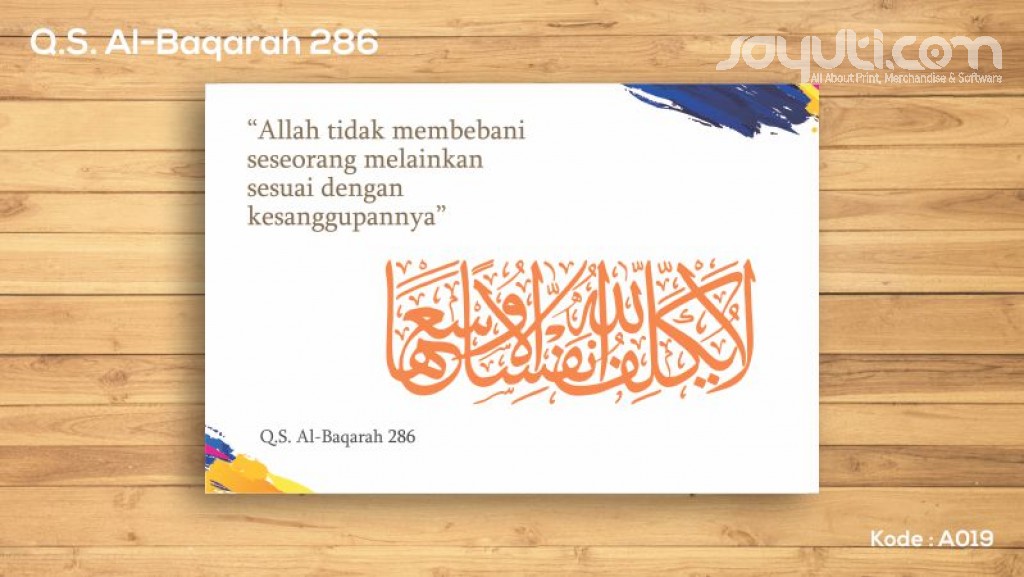 Q.S. Al-Baqarah 286
sayuti.com
All About Print, Merchandise & Software
“Allah tidak membebani
seseorang melainkan
sesuai dengan
kesanggupannya”
لَا يُكَلِّفُ اللَّهُ نَفْسًا إِلَّا وُسْعَهَا
Q.S. Al-Baqarah 286
Kode : A019